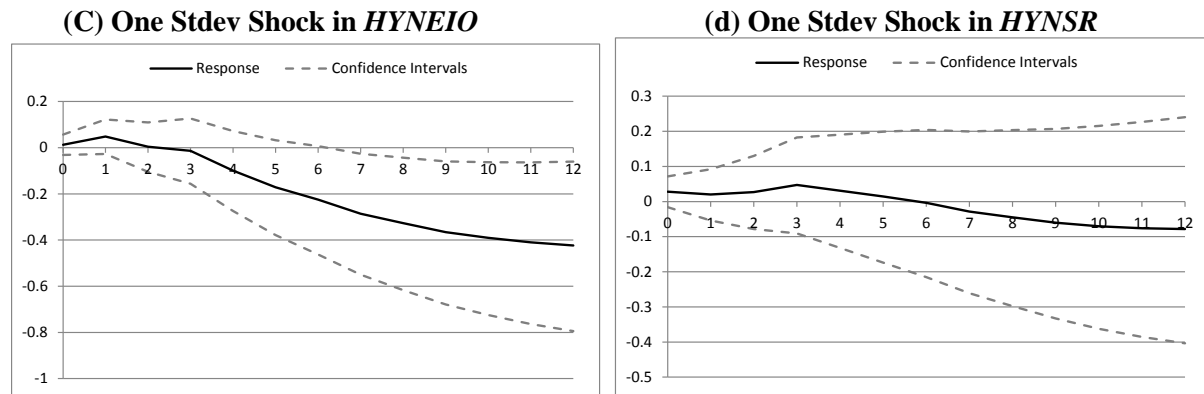 (C) One Stdev Shock in HYNEIO
Response
Confidence Intervals
0.2
0
-0.2
-0.4
-0.6
-0.8
-1
0 1 2 3 4 5 6 7 8 9 10 11 12
(d) One Stdev Shock in HYNSR
Response
Confidence Intervals
0.3
0.2
0.1
0
-0.1
-0.2
-0.3
-0.4
-0.5
0 1 2 3 4 5 6 7 8 9 10 11 12